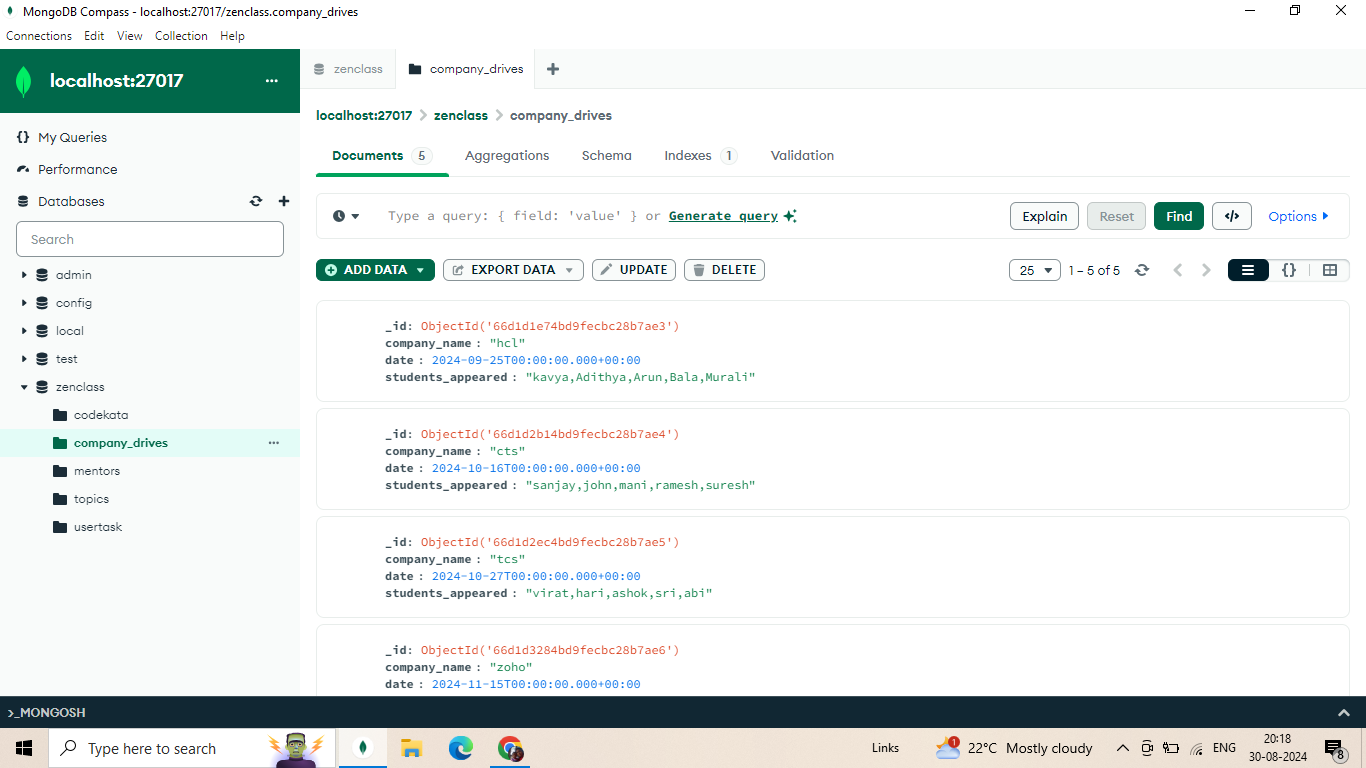 MongoDB Compass - localhost:27017/zenclass.company_drives
Connections Edit View Collection Help
localhost:27017 ...
zenclass company_drives +
localhost:27017 > zenclass > company_drives
{} My Queries
Performance
Databases
Search
admin
config
local
test
zenclass
codekata
company_drives ...
mentors
topics
usertask
Documents 5 Aggregations Schema Indexes 1 Validation
Type a query: { field: 'value' } or Generate query
Explain Reset Find </> Options
ADD DATA EXPORT DATA UPDATE DELETE 25 1 – 5 of 5 {}
_id: ObjectId('66d1d1e74bd9fecbc28b7ae3')
company_name : "hcl"
date : 2024-09-25T00:00:00.000+00:00
students_appeared : "kavya,Adithya,Arun,Bala,Murali"
_id: ObjectId('66d1d2b14bd9fecbc28b7ae4')
company_name : "cts"
date : 2024-10-16T00:00:00.000+00:00
students_appeared : "sanjay,john,mani,ramesh,suresh"
_id: ObjectId('66d1d2ec4bd9fecbc28b7ae5')
company_name : "tcs"
date : 2024-10-27T00:00:00.000+00:00
students_appeared : "virat,hari,ashok,sri,abi"
_id: ObjectId('66d1d3284bd9fecbc28b7ae6')
company_name : "zoho"
date : 2024-11-15T00:00:00.000+00:00
>_MONGOSH
Type here to search
Links 1 22°C Mostly cloudy ENG
20:18
30-08-2024
8